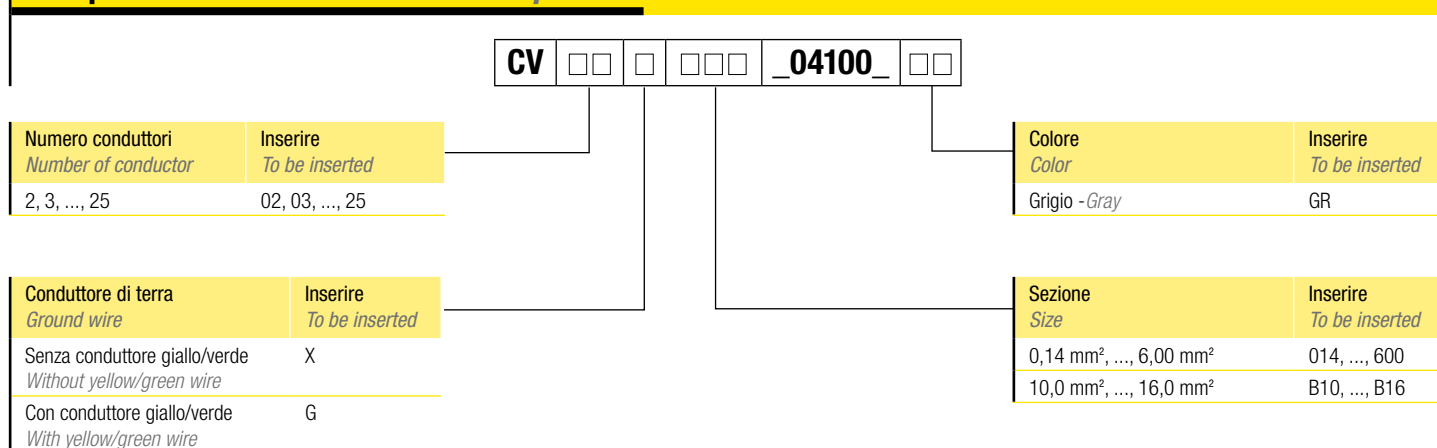 CV □□ □ □□□ _04100_ □□
Numero conduttori Inserire
Number of conductor To be inserted
2, 3, ..., 25 02, 03, ..., 25
Colore Inserire
Color To be inserted
Grigio - Gray GR
Conduttore di terra Inserire
Ground wire To be inserted
Senza conduttore giallo/verde X
Without yellow/green wire
Con conduttore giallo/verde G
With yellow/green wire
Sezione Inserire
Size To be inserted
0,14 mm², ..., 6,00 mm² 014, ..., 600
10,0 mm², ..., 16,0 mm² B10, ..., B16